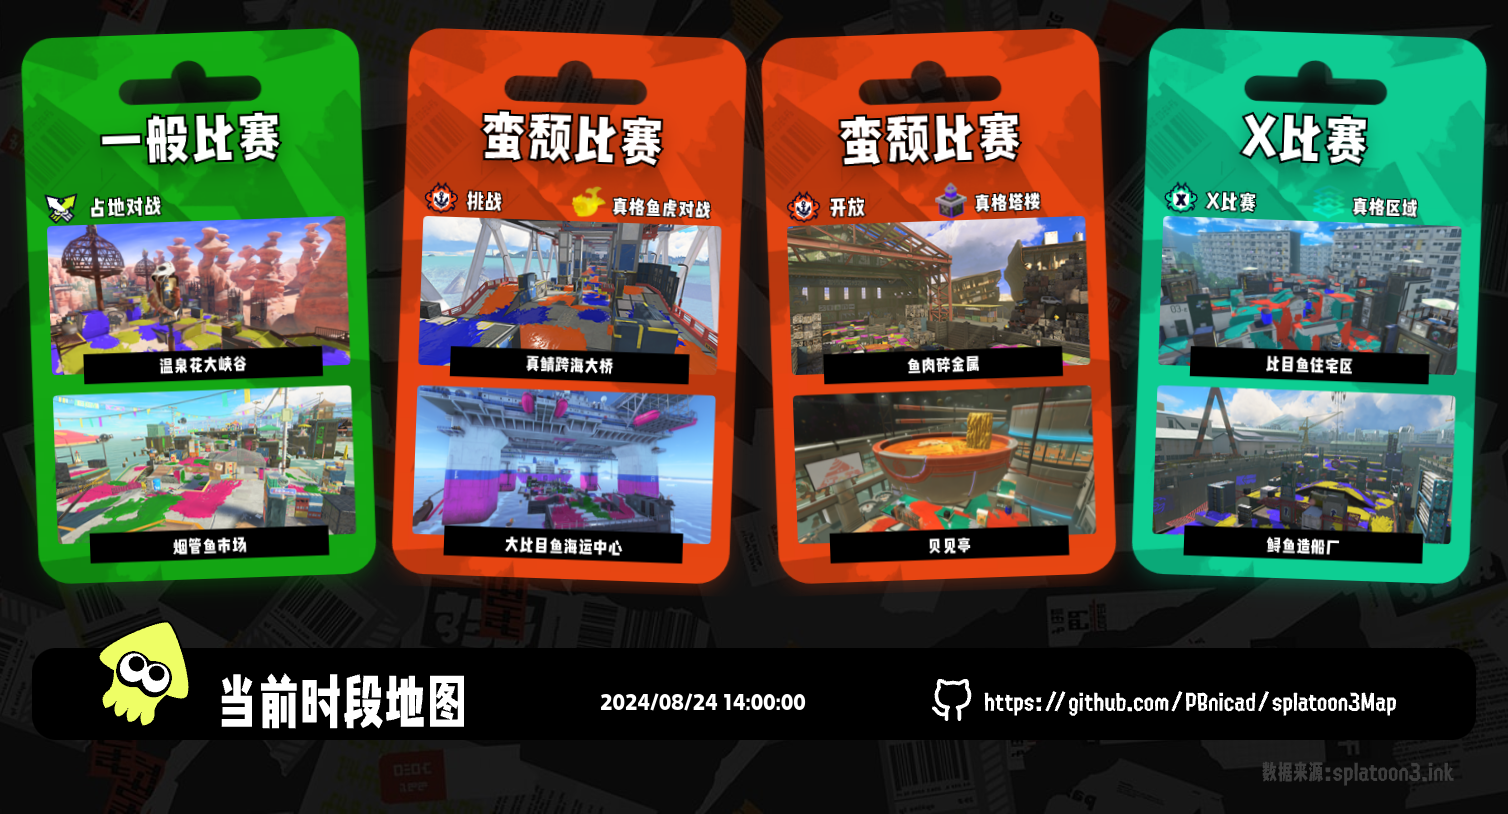 一般比赛
占地对战
温泉花大峡谷
烟管鱼市场
蛮颓比赛
挑战
真格鱼虎对战
真鲭跨海大桥
大比目鱼海运中心
蛮颓比赛
开放
真格塔楼
鱼肉碎金属
贝见亭
X比赛
X比赛
真格区域
比目鱼住宅区
鲟鱼造船厂
当前时段地图
2024/08/24 14:00:00
https://github.com/PBnicad/splatoon3Map
数据来源:splatoon3.ink